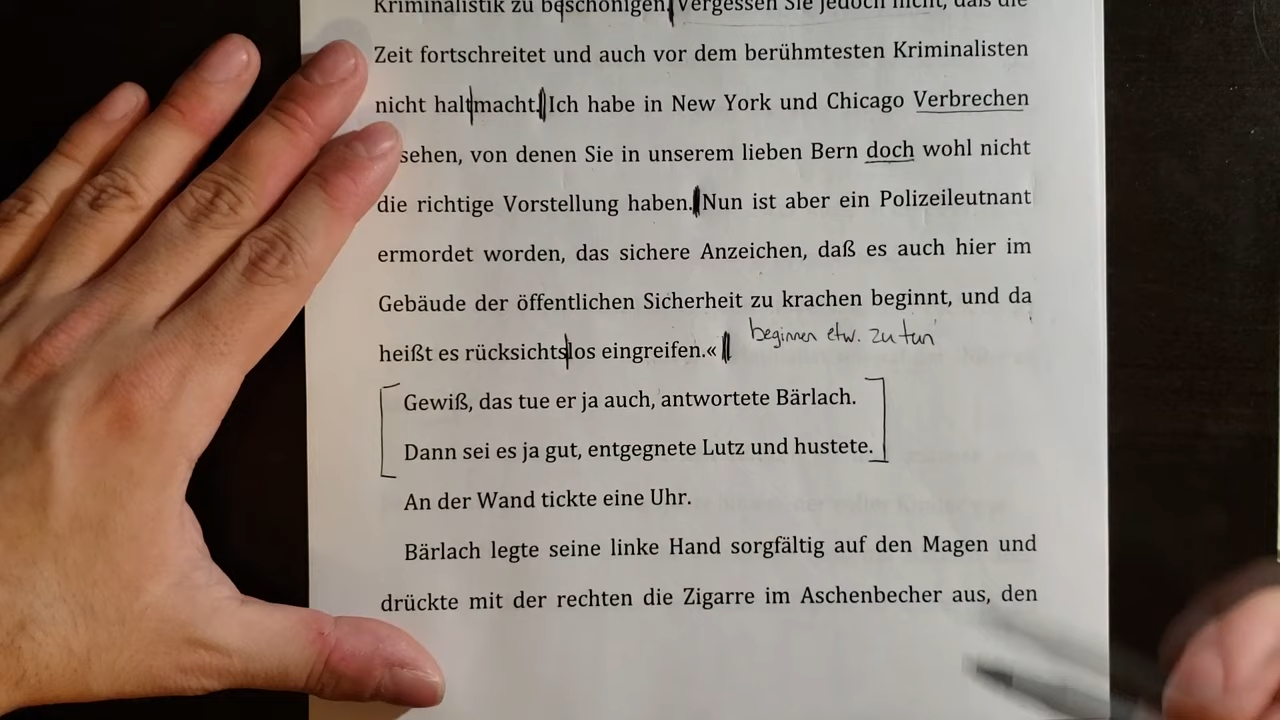 Kriminalistik zu beschönigen. Vergessen Sie jedoch nicht, daß die
Zeit fortschreitet und auch vor dem berühmtesten Kriminalisten
nicht haltmacht. Ich habe in New York und Chicago Verbrechen
sehen, von denen Sie in unserem lieben Bern doch wohl nicht
die richtige Vorstellung haben. Nun ist aber ein Polizeileutnant
ermordet worden, das sichere Anzeichen, daß es auch hier im
Gebäude der öffentlichen Sicherheit zu krachen beginnt, und da
beginnen etw. zu tun
heißt es rücksichtslos eingreifen.«
Gewiß, das tue er ja auch, antwortete Bärlach.
Dann sei es ja gut, entgegnete Lutz und hustete.
An der Wand tickte eine Uhr.
Bärlach legte seine linke Hand sorgfältig auf den Magen und
drückte mit der rechten die Zigarre im Aschenbecher aus, den